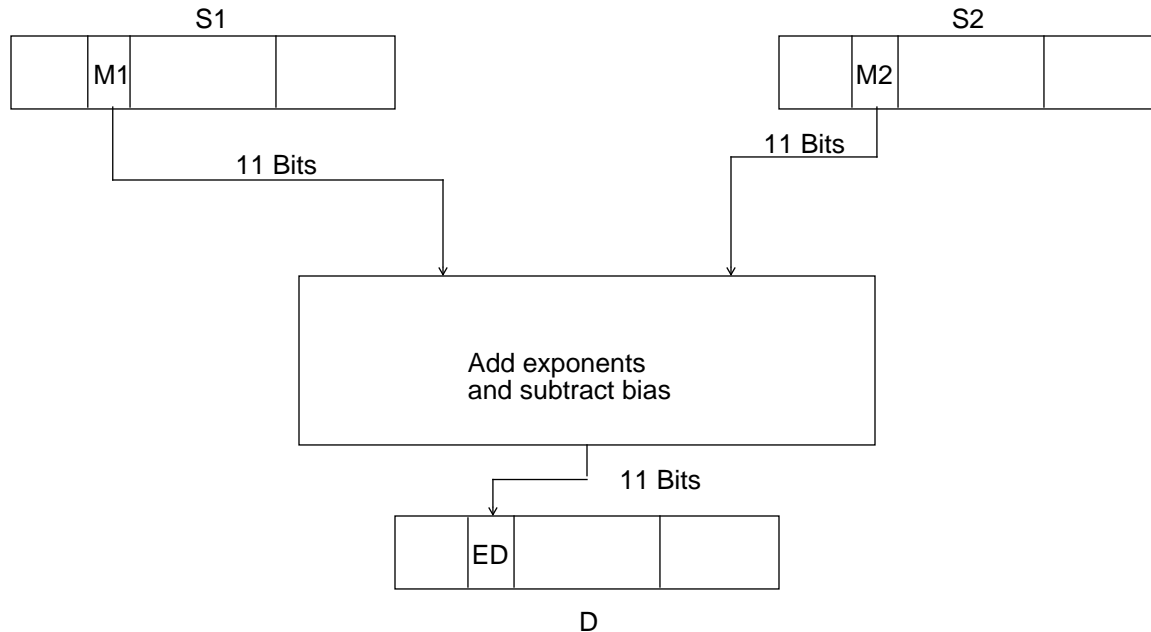 S1
S2
M1
M2
11 Bits
11 Bits
Add exponents
and subtract bias
11 Bits
ED
D